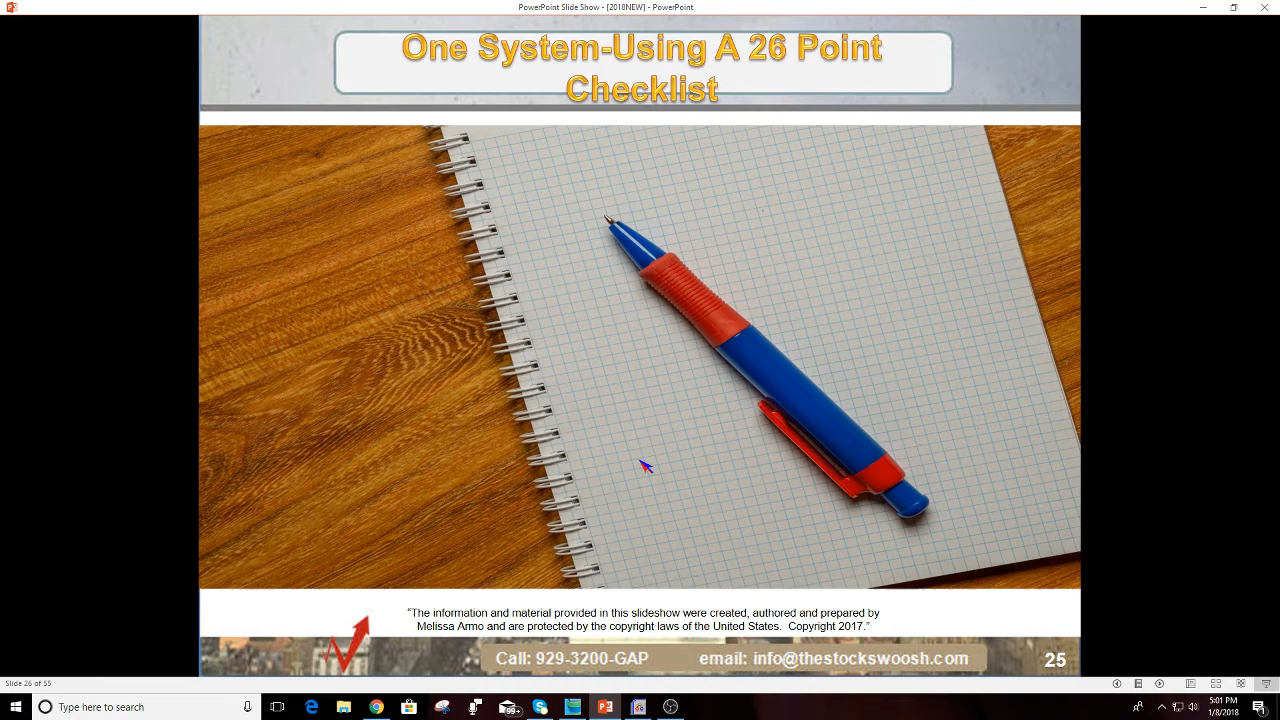 PowerPoint Slide Show - [2018NEW] - PowerPoint
One System-Using A 26 Point
Checklist
“The information and material provided in this slideshow were created, authored and prepared by
Melissa Armo and are protected by the copyright laws of the United States. Copyright 2017.”
Call: 929-3200-GAP email: info@thestockswoosh.com
25
Slide 26 of 55
Type here to search
99+
5:01 PM
1/8/2018